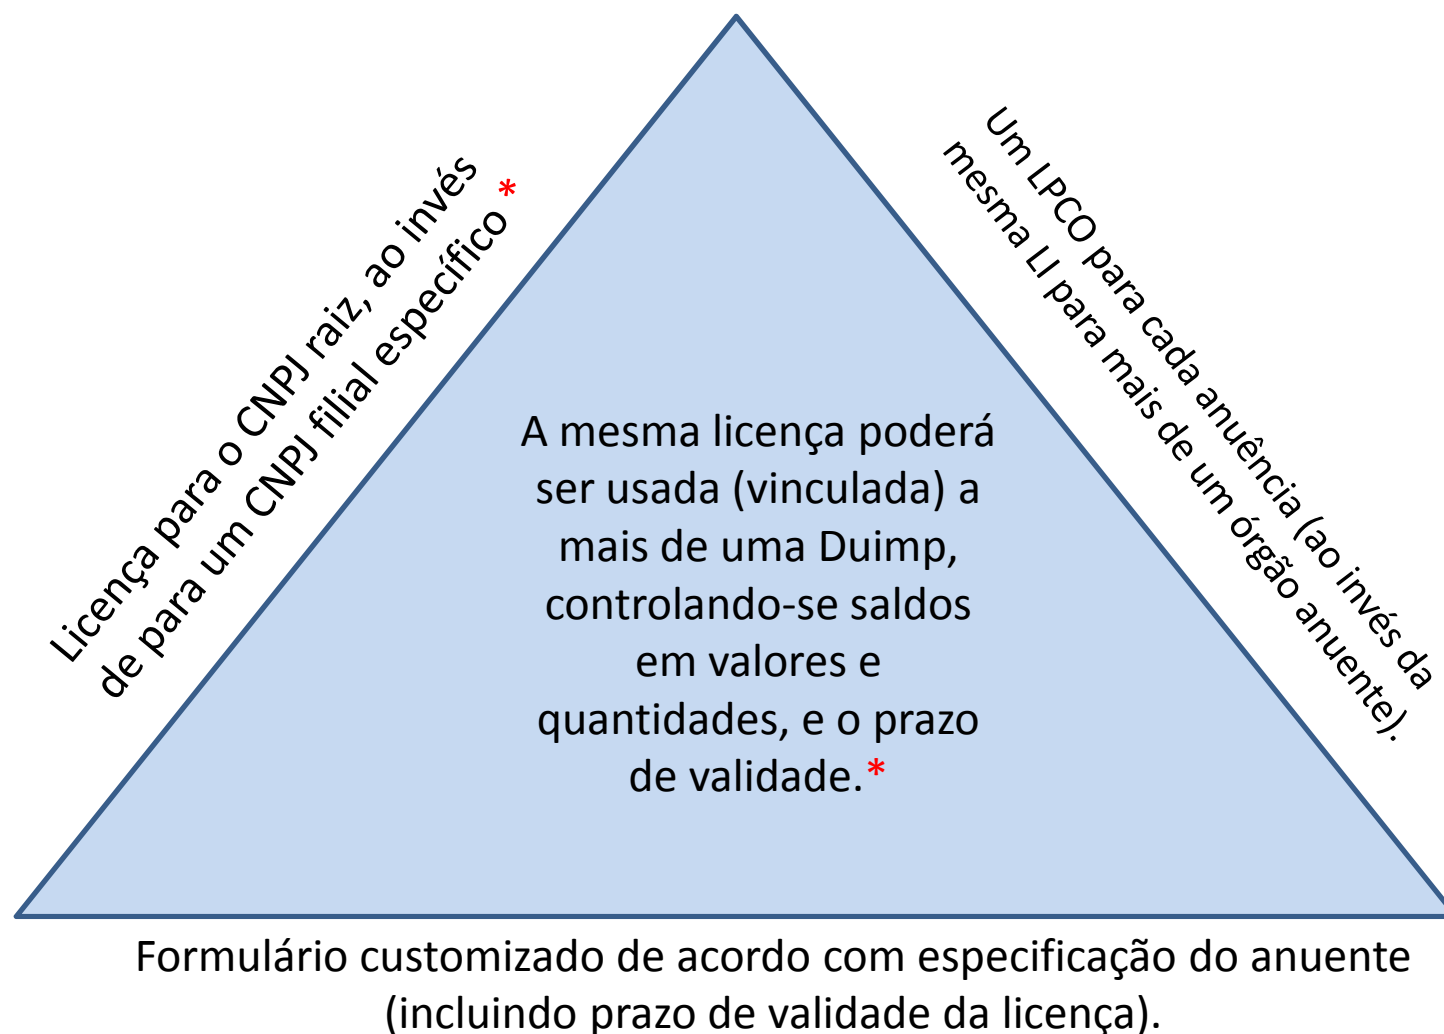 Licença para o CNPJ raiz, ao invés
de para um CNPJ filial específico *
Um LPCO para cada anuência (ao invés da
mesma LI para mais de um órgão anuente).
A mesma licença poderá
ser usada (vinculada) a
mais de uma Duimp,
controlando-se saldos
em valores e
quantidades, e o prazo
de validade.*
Formulário customizado de acordo com especificação do anuente
(incluindo prazo de validade da licença).